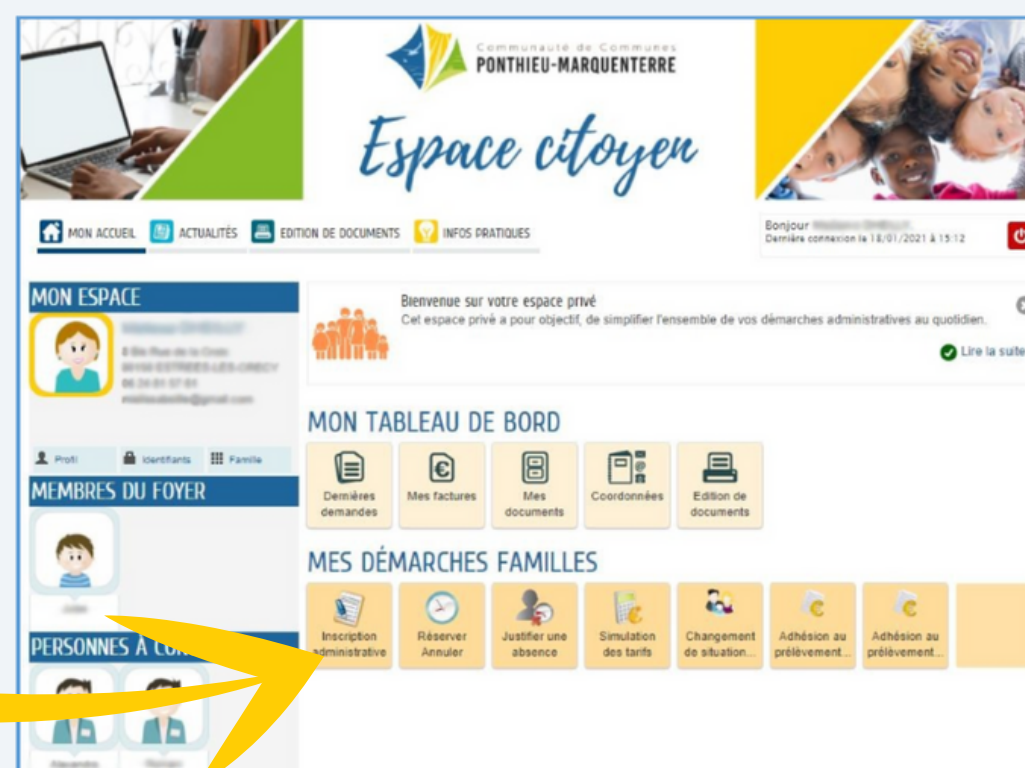 Communauté de Communes
PONTHIEU-MARQUENTERRE
Espace citoyen
MON ACCUEIL
ACTUALITÉS
EDITION DE DOCUMENTS
INFOS PRATIQUES
Bonjour
Dernière connexion le 18/01/2021 à 15:12
MON ESPACE
Profil
Identifiants
Famille
MEMBRES DU FOYER
PERSONNES À
Bienvenue sur votre espace privé
Cet espace privé a pour objectif, de simplifier l'ensemble de vos démarches administratives au quotidien.
Lire la suite
MON TABLEAU DE BORD
Dernières
demandes
Mes factures
Mes
documents
Coordonnées
Edition de
documents
MES DÉMARCHES FAMILLES
Inscription
administrative
Réserver
Annuler
Justifier une
absence
Simulation
des tarifs
Changement
de situation...
Adhésion au
prélèvement...
Adhésion au
prélèvement...